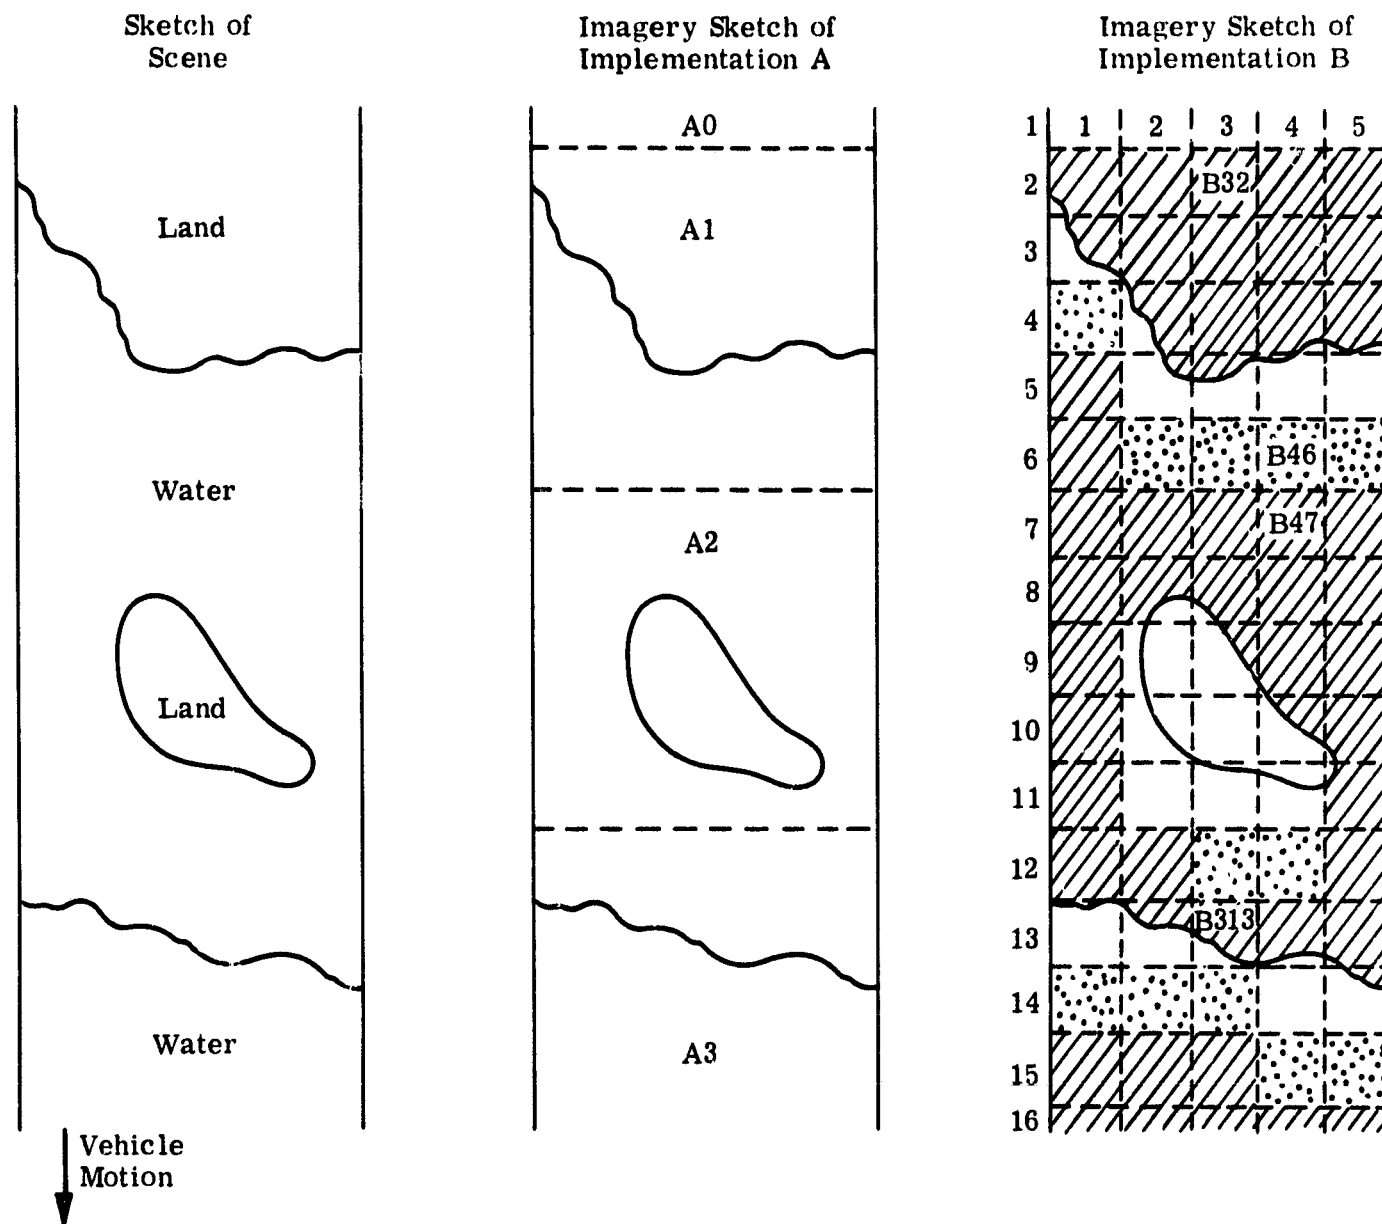 Sketch of
Scene
Land
Water
Land
Water
Vehicle
Motion
Imagery Sketch of
Implementation A
A0
A1
A2
A3
Imagery Sketch of
Implementation B
1 1 2 3 4 5
2 B32
3
4
5
6 B46
7 B47
8
9
10
11
12
13 B313
14
15
16